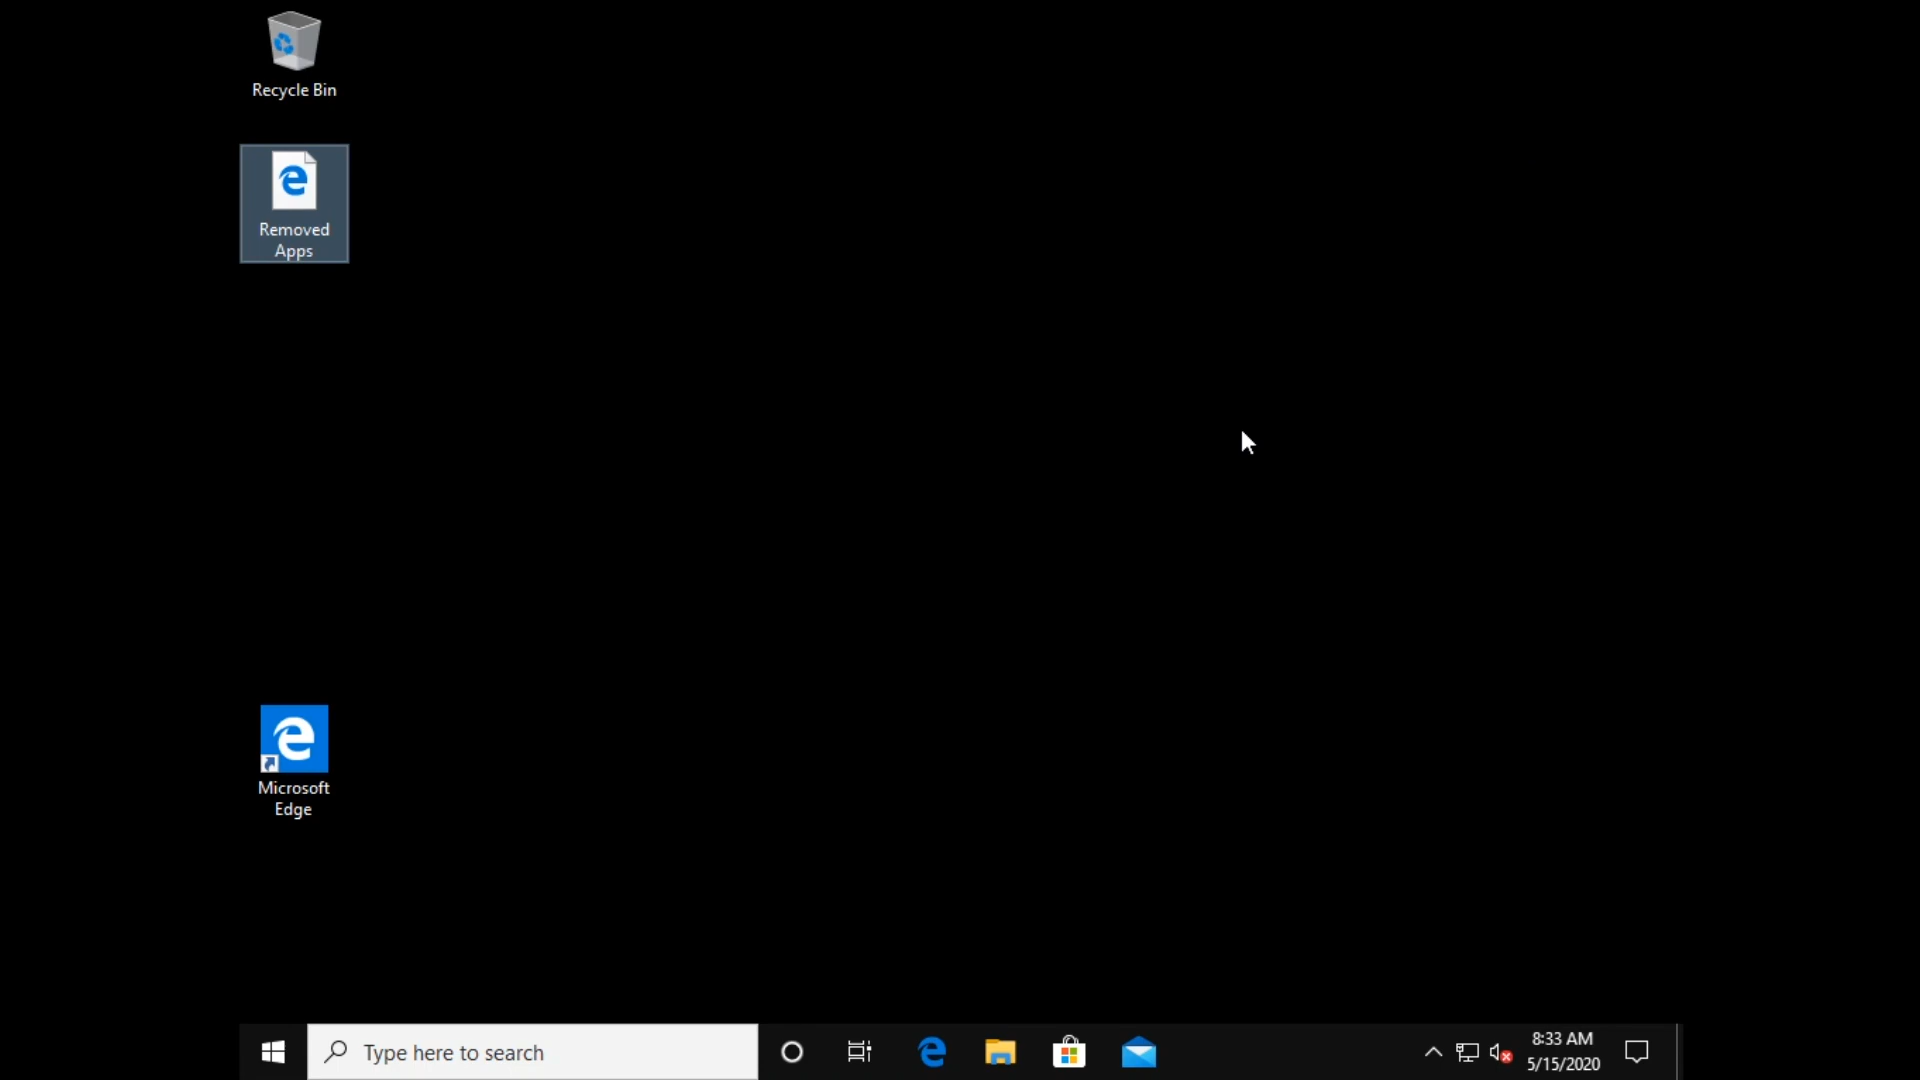 Recycle Bin
Removed
Apps
Microsoft
Edge
Type here to search
8:33 AM
5/15/2020